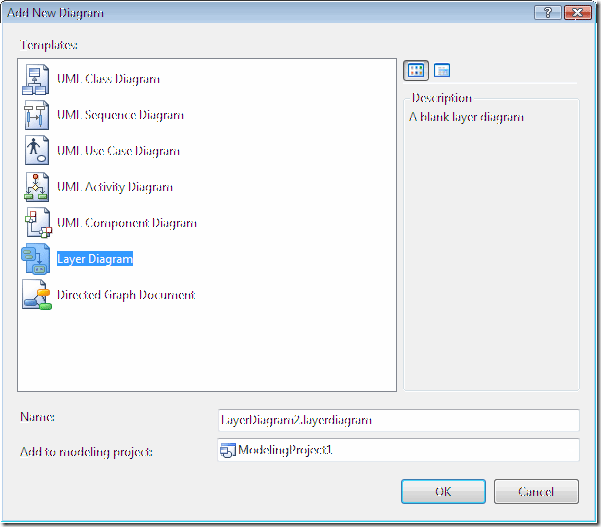 Add New Diagram
Templates:
UML Class Diagram
UML Sequence Diagram
UML Use Case Diagram
UML Activity Diagram
UML Component Diagram
Layer Diagram
Directed Graph Document
Description
A blank layer diagram
Name:
LayerDiagram2.layerdiagram
Add to modeling project:
ModelingProject1
OK
Cancel